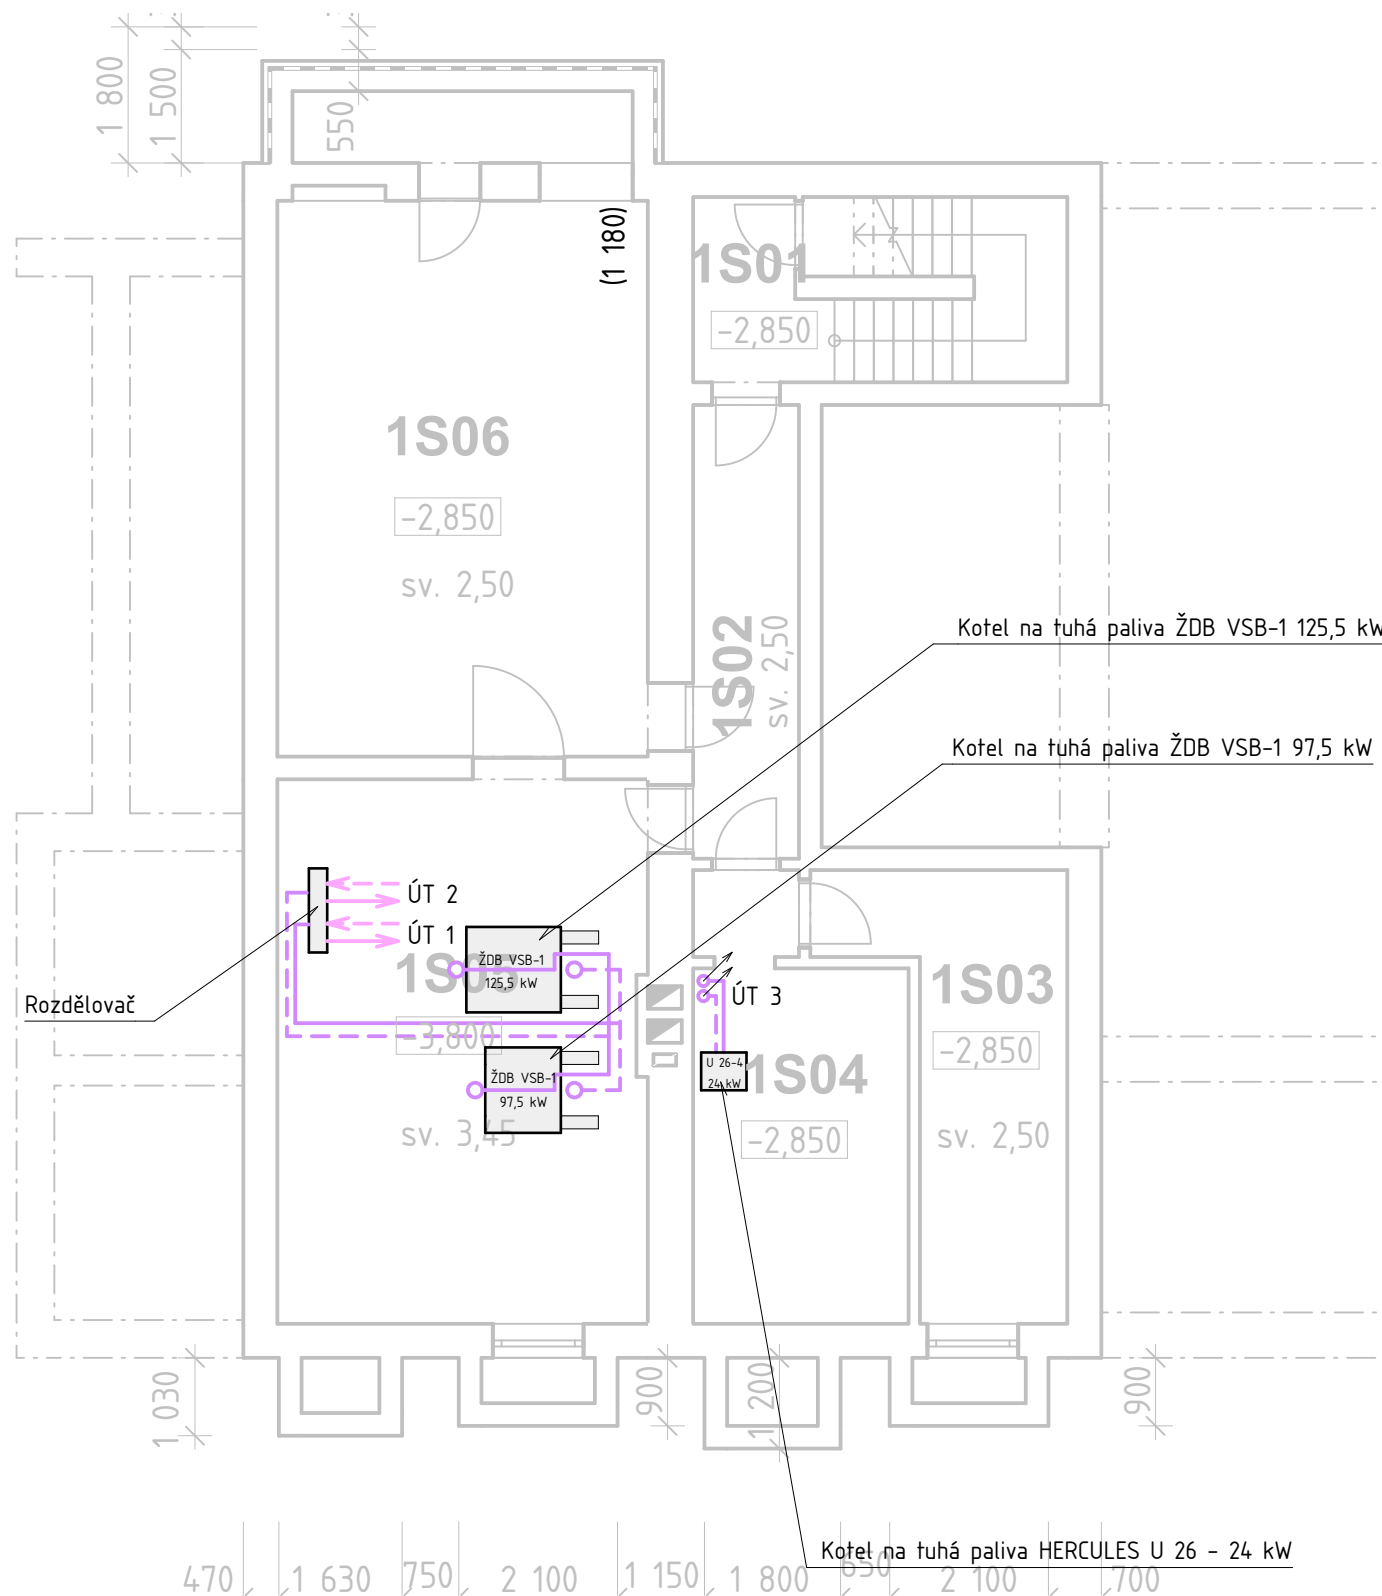 1 800
1 500
550
(1 180)
1S01
-2,850
1S06
-2,850
sv. 2,50
1S02
sv. 2,50
Kotel na tuhá paliva ŽDB VSB-1 125,5 kW
Kotel na tuhá paliva ŽDB VSB-1 97,5 kW
ÚT 2
ÚT 1
1S05
ŽDB VSB-1
125,5 kW
Rozdělovač
-3,800
ŽDB VSB-1
97,5 kW
sv. 3,45
ÚT 3
U 26-4
24 kW
1S04
-2,850
1S03
-2,850
sv. 2,50
1 030
900
1 200
900
Kotel na tuhá paliva HERCULES U 26 - 24 kW
470
1 630
750
2 100
1 150
1 800
650
2 100
700